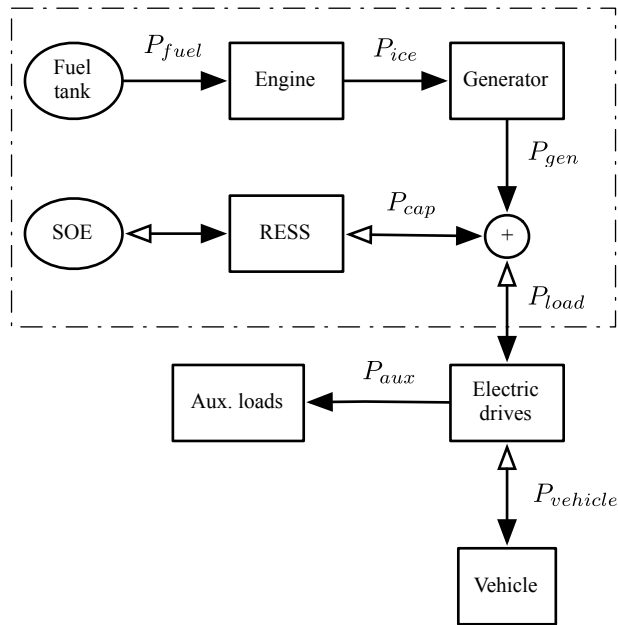 P_fuel
P_ice
Fuel
tank
Engine
Generator
P_gen
SOE
RESS
P_cap
+
P_load
Aux. loads
P_aux
Electric
drives
P_vehicle
Vehicle